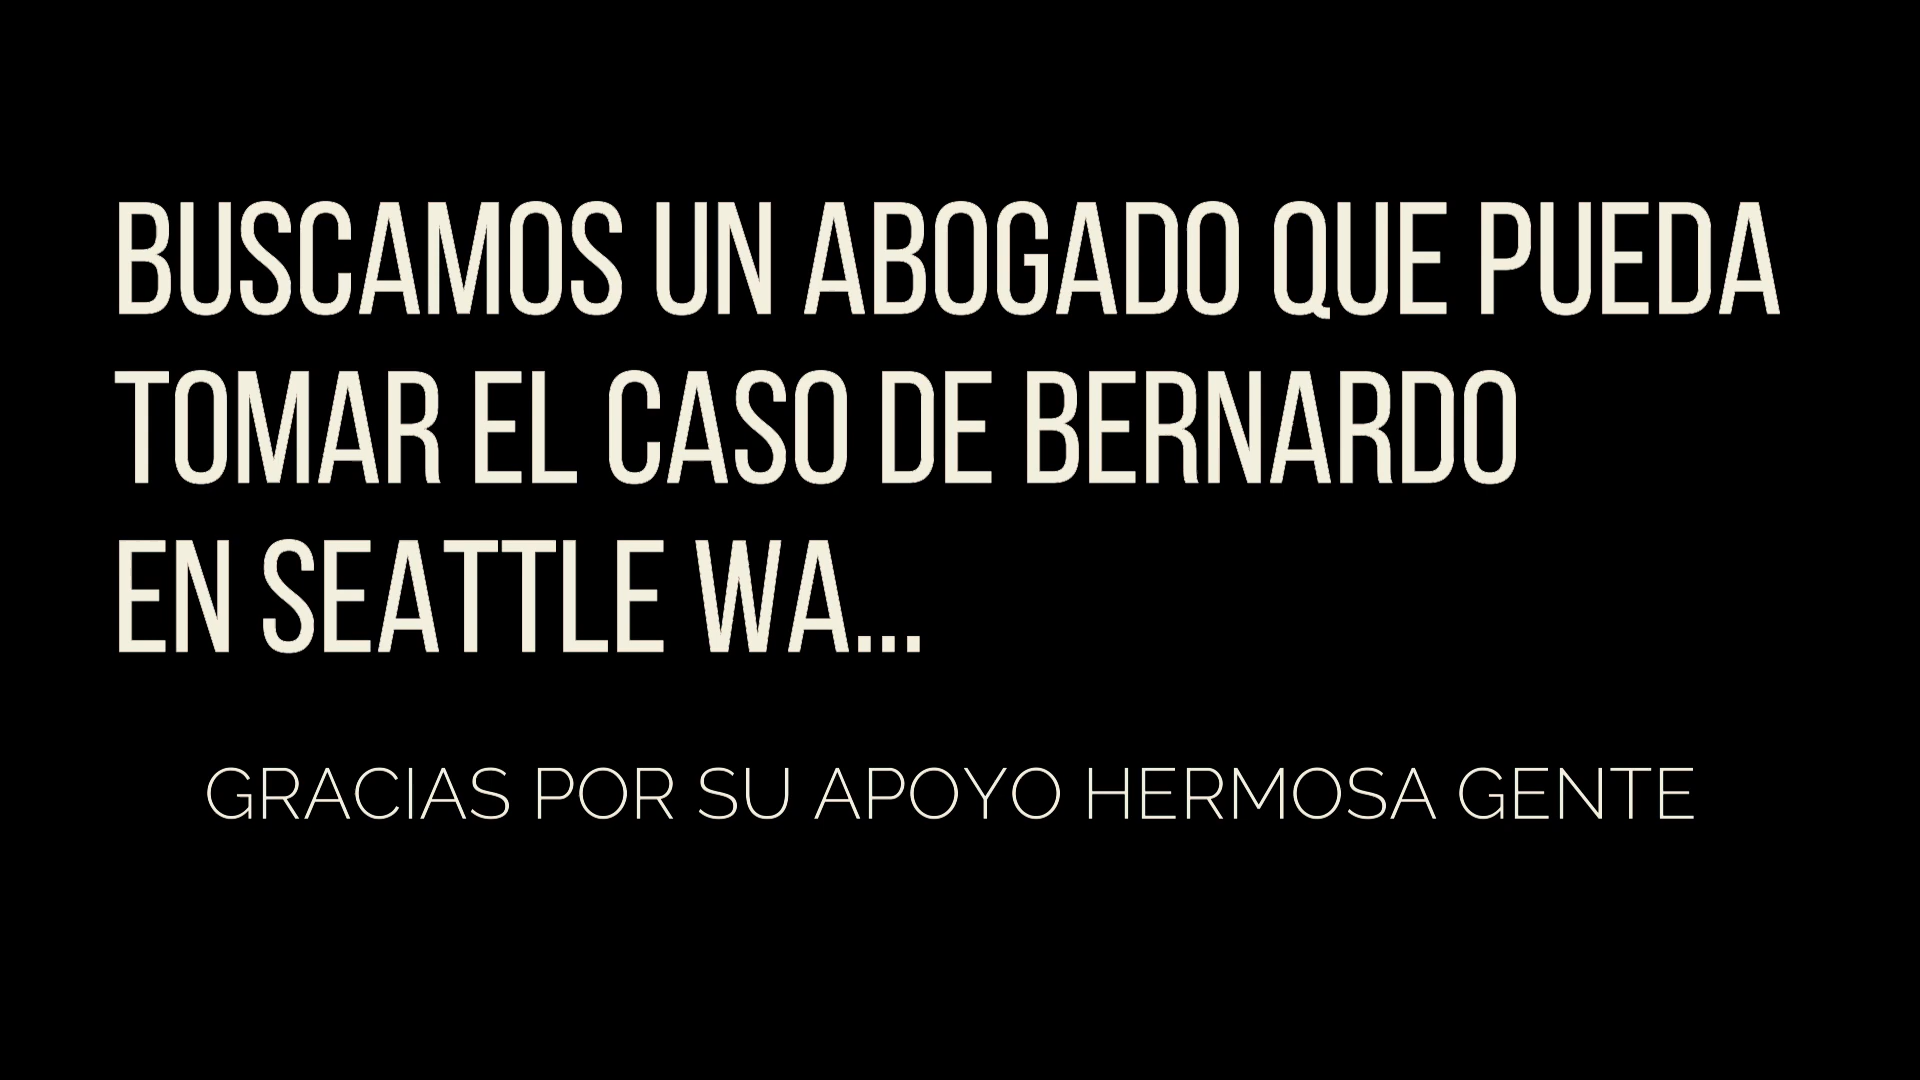 BUSCAMOS UN ABOGADO QUE PUEDA
TOMAR EL CASO DE BERNARDO
EN SEATTLE WA...
GRACIAS POR SU APOYO HERMOSA GENTE